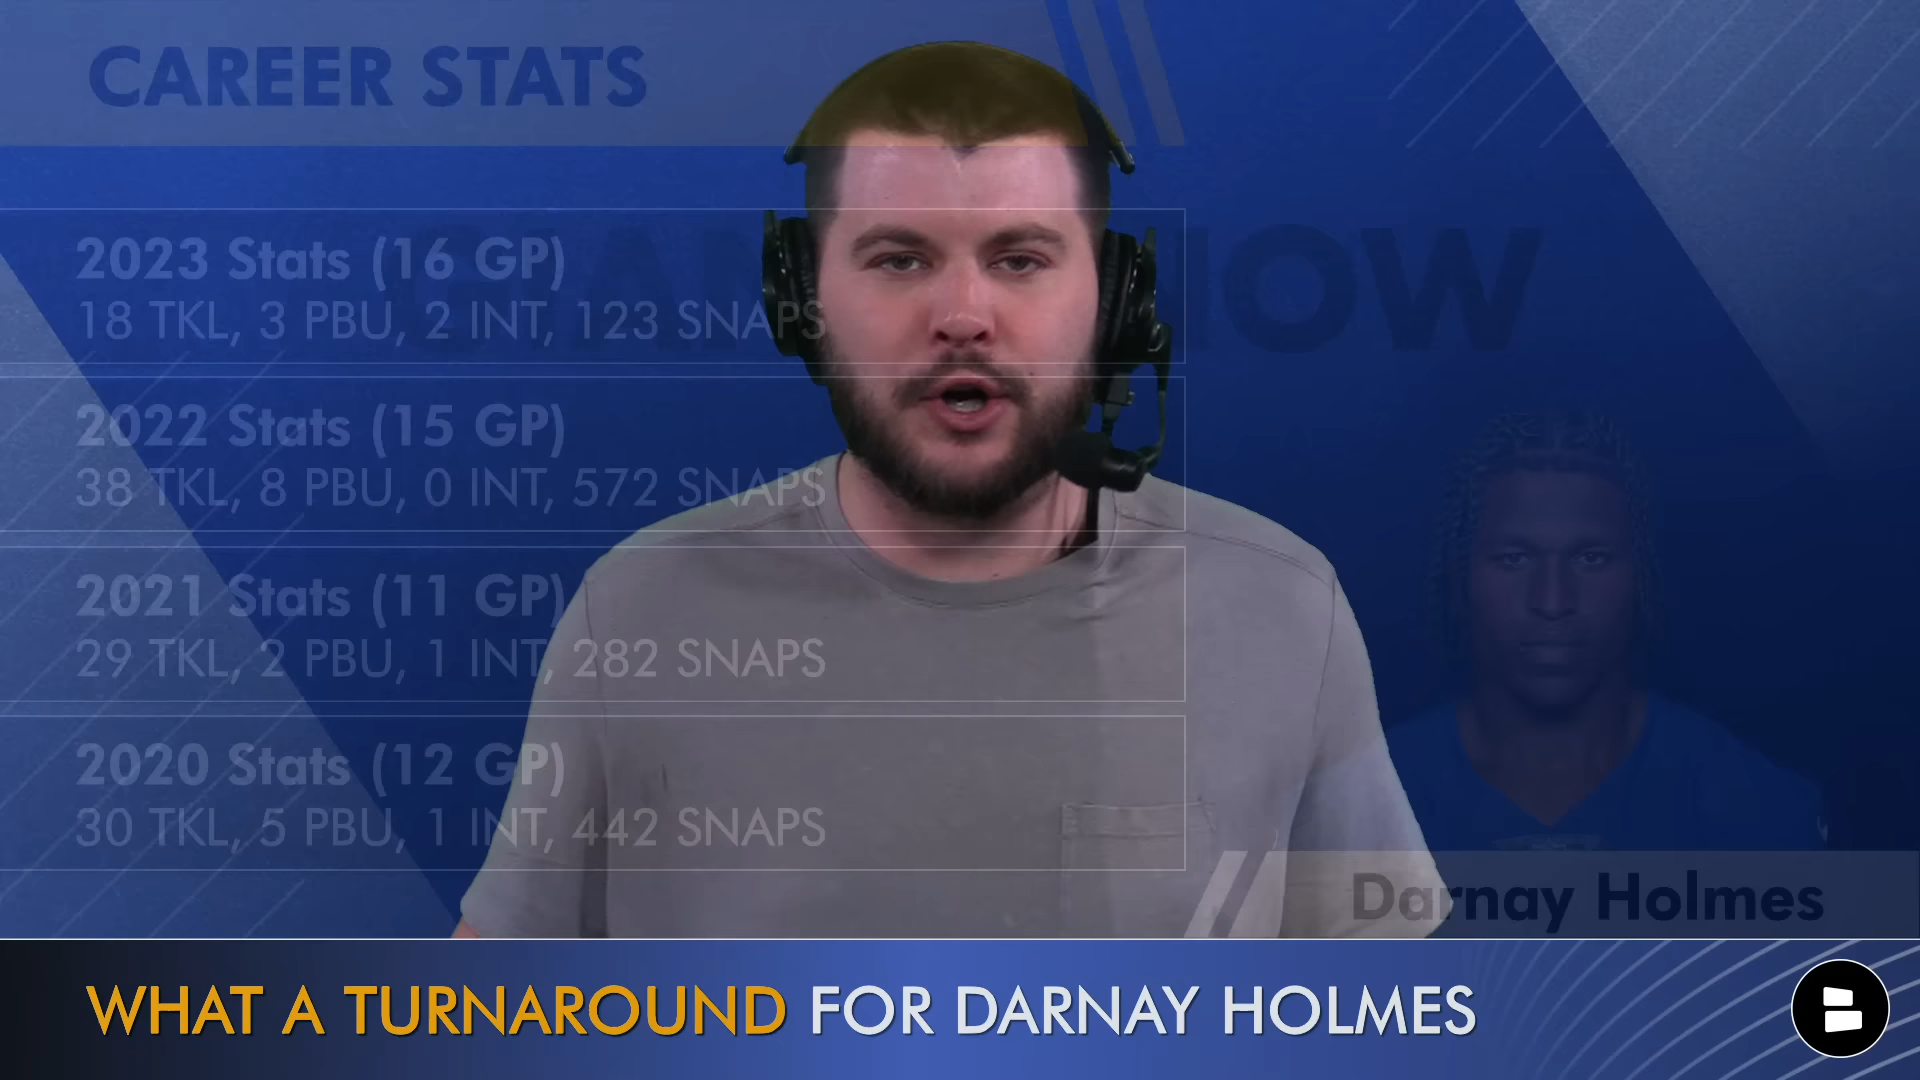 CAREER STATS
2023 Stats (16 GP)
18 TKL, 3 PBU, 2 INT, 123 SNAPS
2022 Stats (15 GP)
38 TKL, 8 PBU, 0 INT, 572 SNAPS
2021 Stats (11 GP)
29 TKL, 2 PBU, 1 INT, 282 SNAPS
2020 Stats (12 GP)
30 TKL, 5 PBU, 1 INT, 442 SNAPS
Darnay Holmes
WHAT A TURNAROUND FOR DARNAY HOLMES